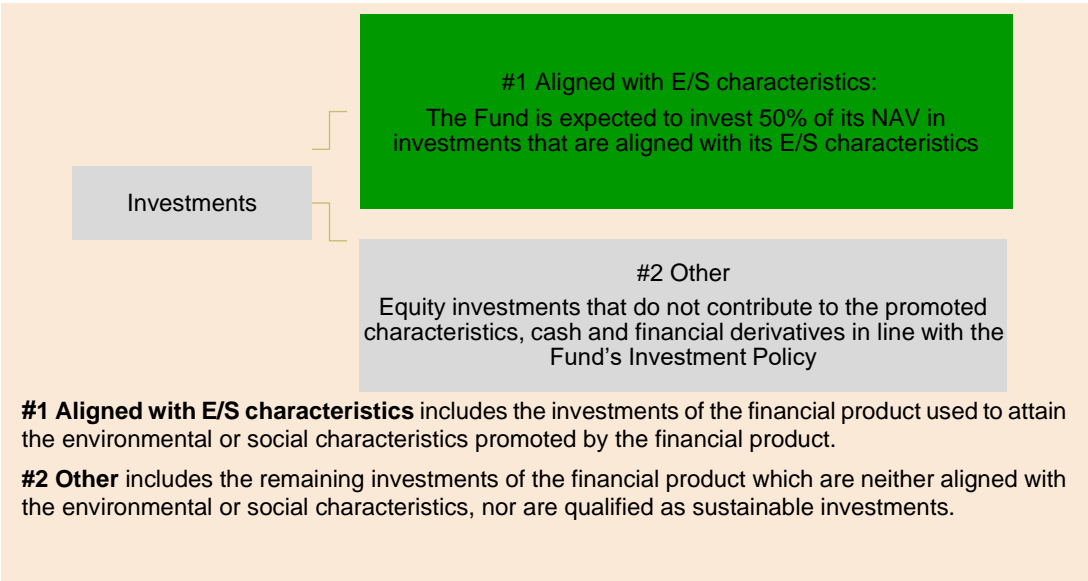 #1 Aligned with E/S characteristics:
The Fund is expected to invest 50% of its NAV in
investments that are aligned with its E/S characteristics
Investments
#2 Other
Equity investments that do not contribute to the promoted
characteristics, cash and financial derivatives in line with the
Fund's Investment Policy
#1 Aligned with E/S characteristics includes the investments of the financial product used to attain
the environmental or social characteristics promoted by the financial product.
#2 Other includes the remaining investments of the financial product which are neither aligned with
the environmental or social characteristics, nor are qualified as sustainable investments.